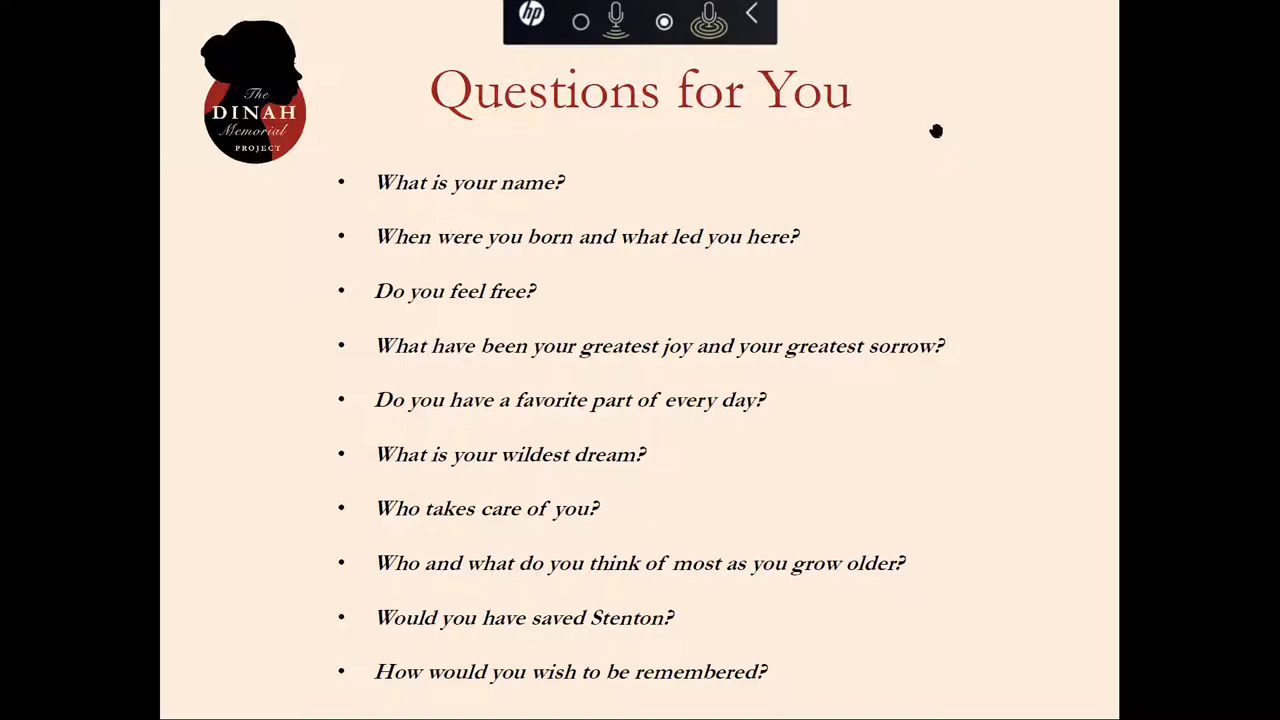 hp
Questions for You
The
DINAH
Memorial
PROJECT
• What is your name?
• When were you born and what led you here?
• Do you feel free?
• What have been your greatest joy and your greatest sorrow?
• Do you have a favorite part of every day?
• What is your wildest dream?
• Who takes care of you?
• Who and what do you think of most as you grow older?
• Would you have saved Stenton?
• How would you wish to be remembered?